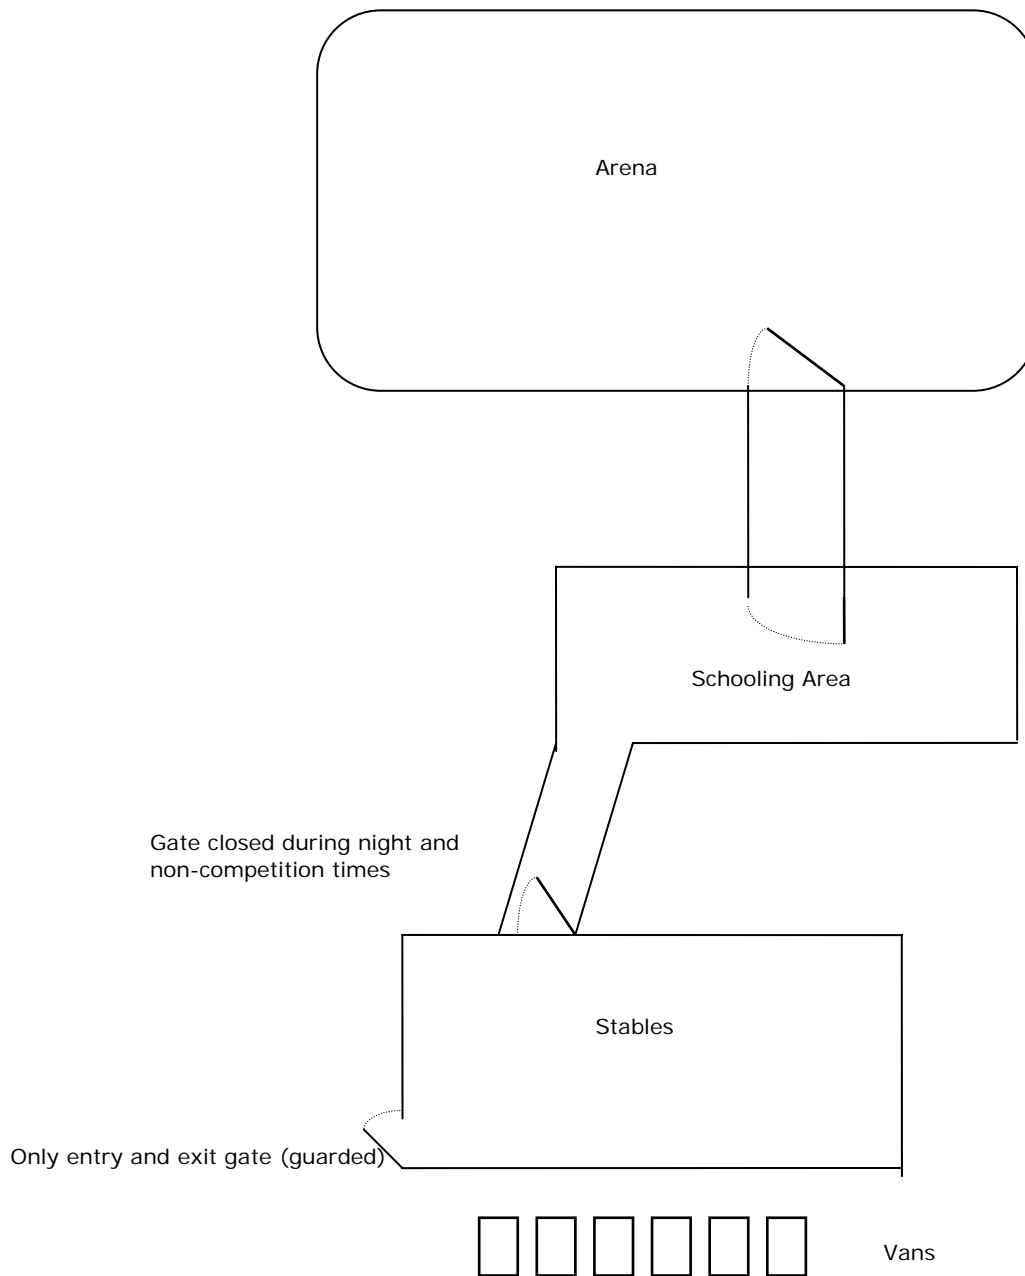 Arena
Schooling Area
Gate closed during night and
non-competition times
Stables
Only entry and exit gate (guarded)
Vans